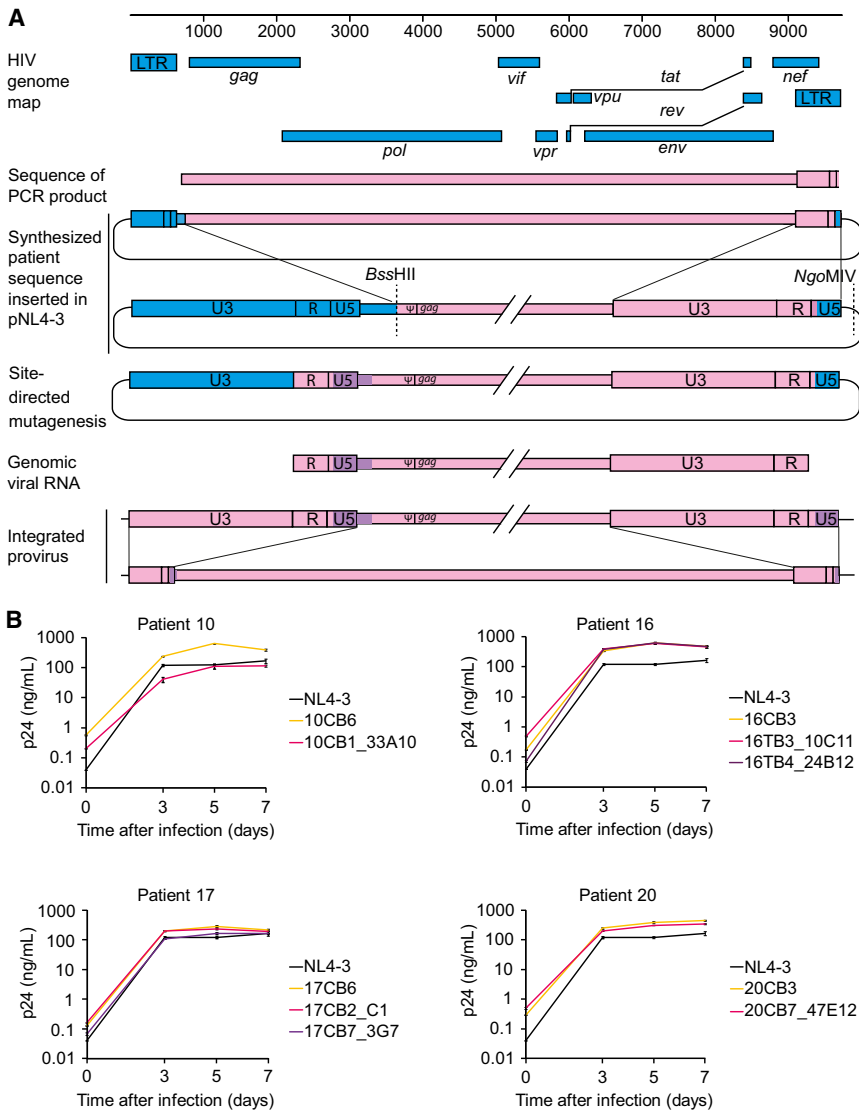 A
1000 2000 3000 4000 5000 6000 7000 8000 9000
HIV
genome
map
LTR
gag
vif
tat
nef
vpu
rev
LTR
pol
vpr
env
Sequence of
PCR product
Synthesized
patient
sequence
inserted in
pNL4-3
BssHII
NgoMIV
U3 R U5 Ψ gag U3 R U5
Site-
directed
mutagenesis
U3 R U5 Ψ gag U3 R U5
Genomic
viral RNA
R U5 Ψ gag U3 R
Integrated
provirus
U3 R U5 Ψ gag U3 R U5
B
Patient 10
p24 (ng/mL)
1000
100
10
1
0.1
0.01
0 3 5 7
Time after infection (days)
NL4-3
10CB6
10CB1_33A10
Patient 16
p24 (ng/mL)
1000
100
10
1
0.1
0.01
0 3 5 7
Time after infection (days)
NL4-3
16CB3
16TB3_10C11
16TB4_24B12
Patient 17
p24 (ng/mL)
1000
100
10
1
0.1
0.01
0 3 5 7
Time after infection (days)
NL4-3
17CB6
17CB2_C1
17CB7_3G7
Patient 20
p24 (ng/mL)
1000
100
10
1
0.1
0.01
0 3 5 7
Time after infection (days)
NL4-3
20CB3
20CB7_47E12